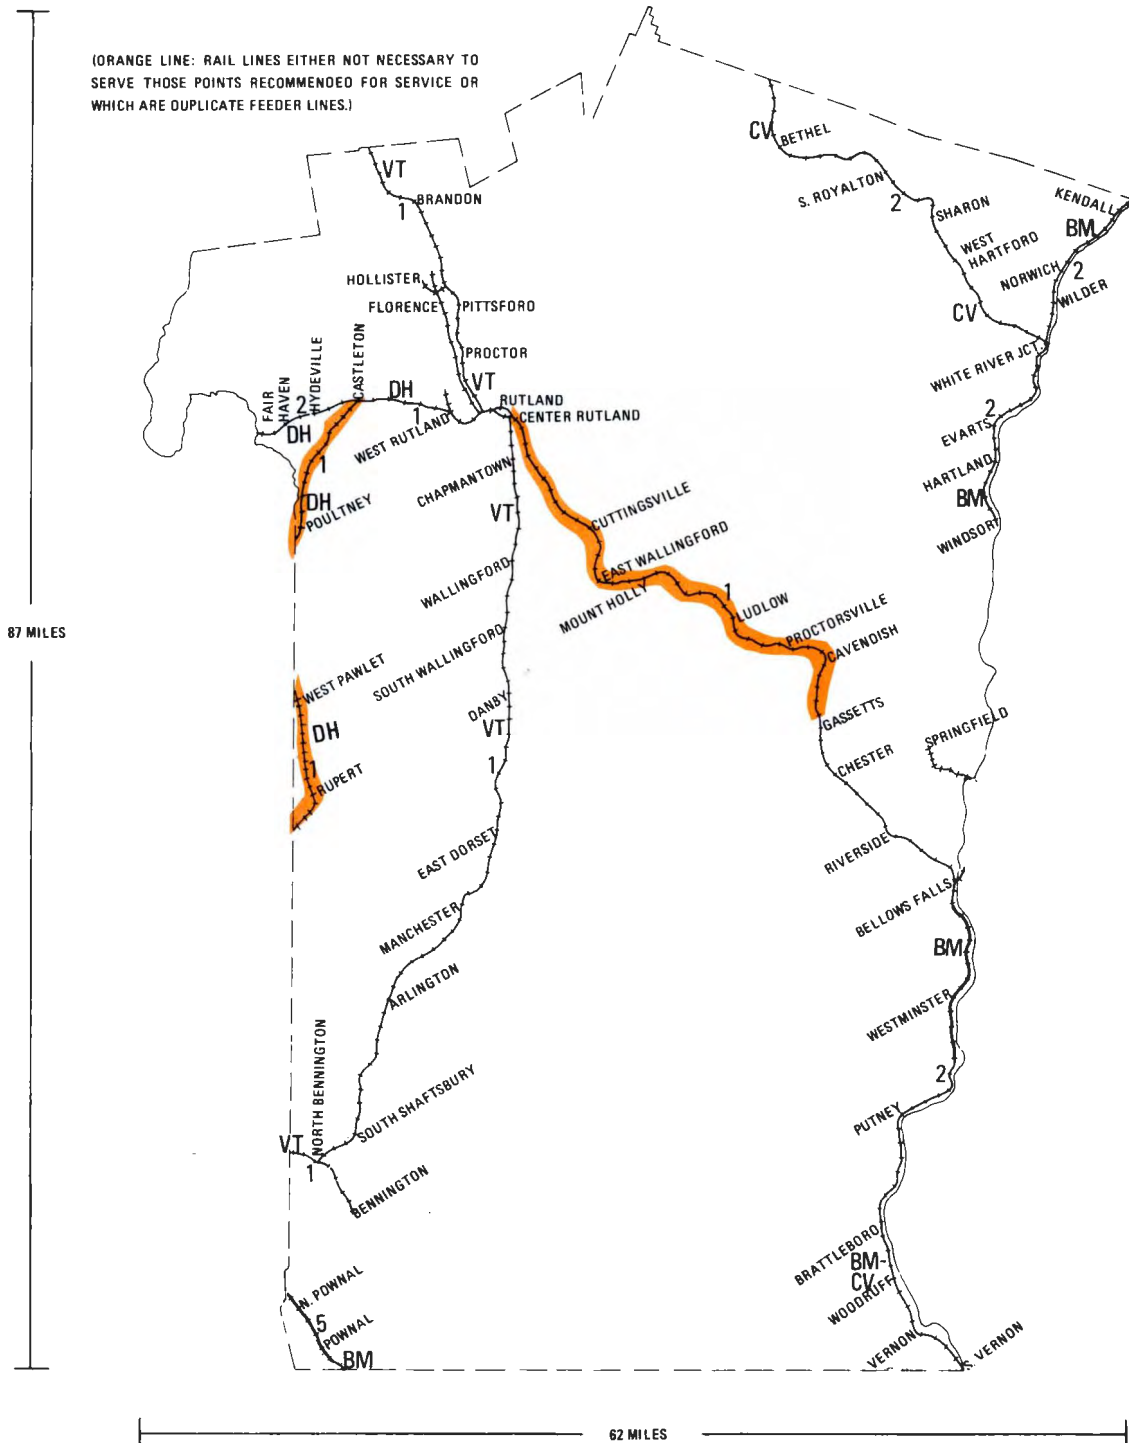 (ORANGE LINE: RAIL LINES EITHER NOT NECESSARY TO
SERVE THOSE POINTS RECOMMENDED FOR SERVICE OR
WHICH ARE DUPLICATE FEEDER LINES.)
CV
BETHEL
VT
S. ROYALTON
2
1
BRANDON
SHARON
KENDALL
BM
WEST
HARTFORD
NORWICH
2
WILDER
HOLLISTER
FLORENCE
PITTSFORD
CV
PROCTOR
WHITE RIVER JCT.
FAIR
HAVEN
2
HYDEVILLE
CASTLETON
DH
VT
RUTLAND
CENTER RUTLAND
1
WEST RUTLAND
DH
2
EVARTS
1
CHAPMANTOWN
HARTLAND
DH
POULTNEY
VT
CUTTINGSVILLE
BM
WINDSOR
WALLINGFORD
EAST WALLINGFORD
MOUNT HOLLY
1
LUDLOW
87 MILES
PROCTORSVILLE
CAVENDISH
SOUTH WALLINGFORD
WEST PAWLET
DANBY
DH
VT
GASSETTS
SPRINGFIELD
1
RUPERT
1
CHESTER
EAST DORSET
RIVERSIDE
BELLOWS FALLS
MANCHESTER
BM
ARLINGTON
WESTMINSTER
2
NORTH BENNINGTON
SOUTH SHAFTSBURY
PUTNEY
VT
1
BENNINGTON
BRATTLEBORO
BM-
CV
WOODRUFF
N. POWNAL
5
POWNAL
BM
VERNON
S. VERNON
62 MILES